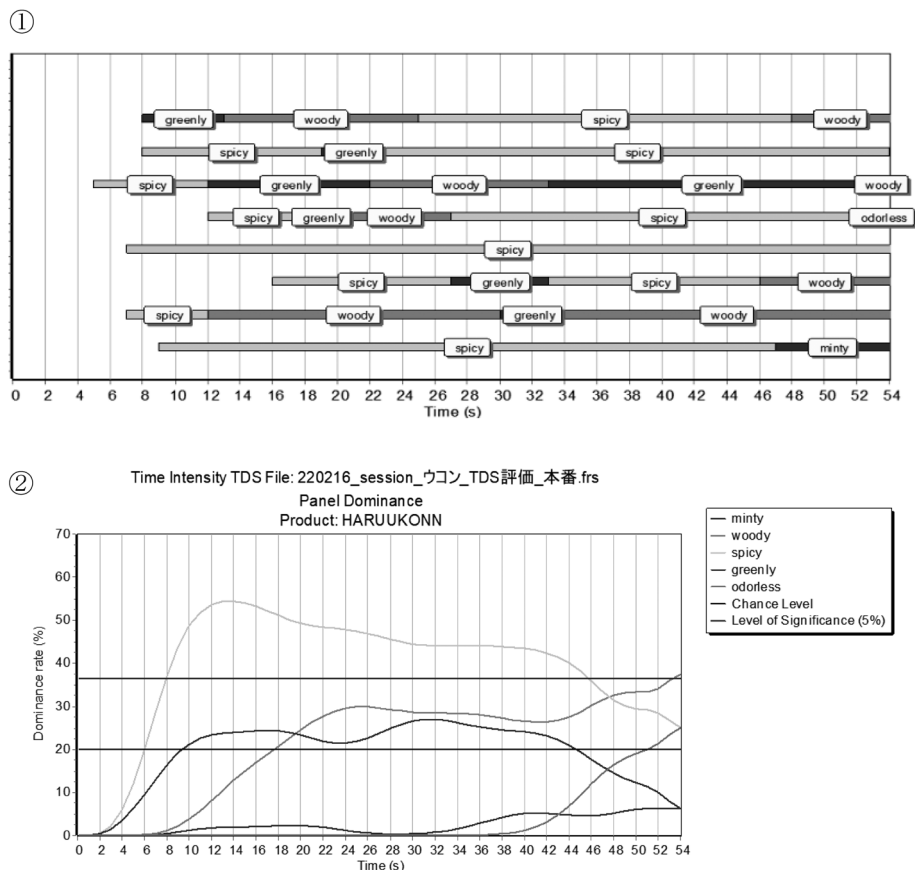 ①
greenly woody spicy woody
spicy greenly spicy
spicy greenly woody greenly woody
spicy greenly woody spicy odorless
spicy
spicy greenly spicy woody
spicy woody greenly woody
spicy minty
0 2 4 6 8 10 12 14 16 18 20 22 24 26 28 30 32 34 36 38 40 42 44 46 48 50 52 54
Time (s)
②
Time Intensity TDS File: 220216_session_ウコン_TDS評価_本番.frs
Panel Dominance
Product: HARUUKONN
70
60
50
40
30
20
10
0
Dominance rate (%)
0 2 4 6 8 10 12 14 16 18 20 22 24 26 28 30 32 34 36 38 40 42 44 46 48 50 52 54
Time (s)
minty
woody
spicy
greenly
odorless
Chance Level
Level of Significance (5%)